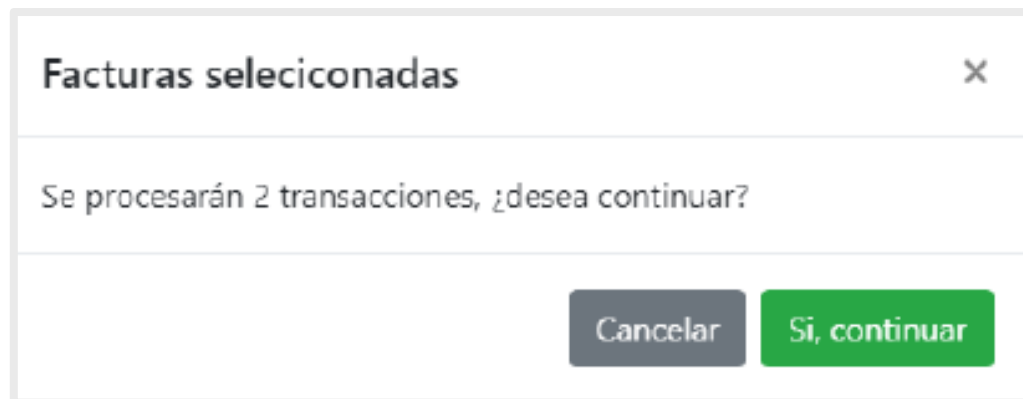 Facturas seleciconadas ×
Se procesarán 2 transacciones, ¿desea continuar?
Cancelar Si, continuar